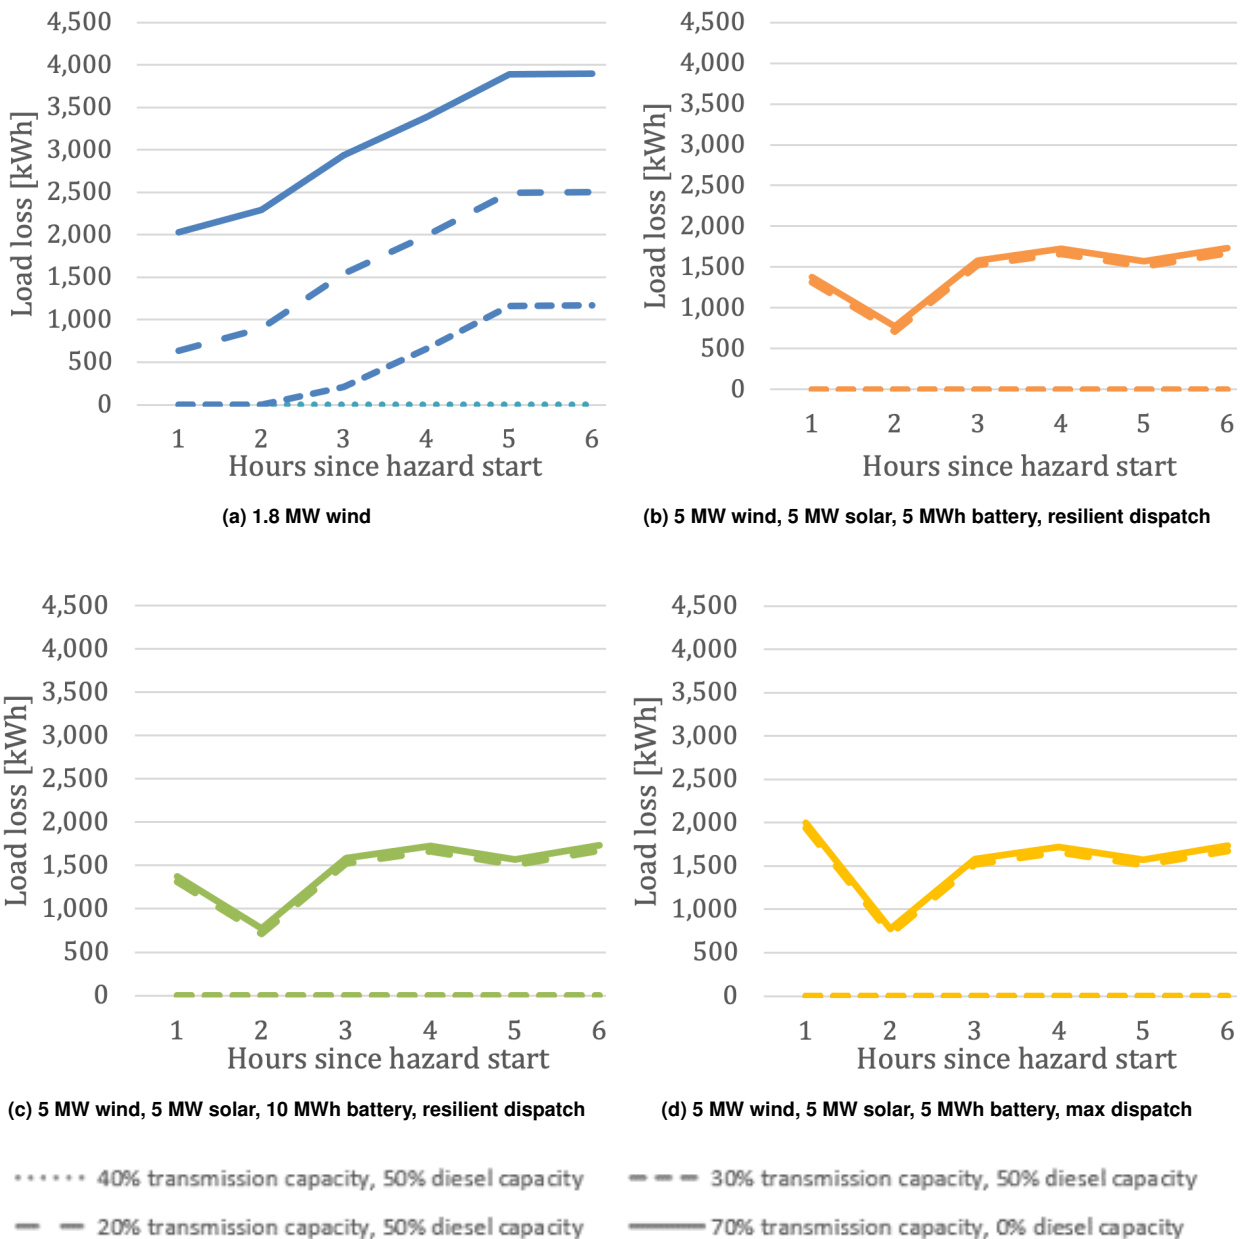 4,500
4,000
3,500
3,000
2,500
2,000
1,500
1,000
500
0
Load loss [kWh]
1 2 3 4 5 6
Hours since hazard start
(a) 1.8 MW wind
4,500
4,000
3,500
3,000
2,500
2,000
1,500
1,000
500
0
Load loss [kWh]
1 2 3 4 5 6
Hours since hazard start
(b) 5 MW wind, 5 MW solar, 5 MWh battery, resilient dispatch
4,500
4,000
3,500
3,000
2,500
2,000
1,500
1,000
500
0
Load loss [kWh]
1 2 3 4 5 6
Hours since hazard start
(c) 5 MW wind, 5 MW solar, 10 MWh battery, resilient dispatch
4,500
4,000
3,500
3,000
2,500
2,000
1,500
1,000
500
0
Load loss [kWh]
1 2 3 4 5 6
Hours since hazard start
(d) 5 MW wind, 5 MW solar, 5 MWh battery, max dispatch
40% transmission capacity, 50% diesel capacity
30% transmission capacity, 50% diesel capacity
20% transmission capacity, 50% diesel capacity
70% transmission capacity, 0% diesel capacity